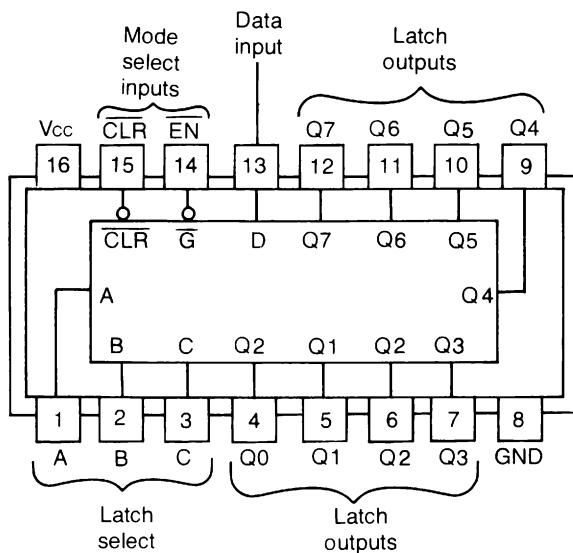 Mode
select
inputs
Data
input
Latch
outputs
Vcc CLR EN Q7 Q6 Q5 Q4
16 15 14 13 12 11 10 9
CLR G D Q7 Q6 Q5
A Q4
B C Q2 Q1 Q2 Q3
1 2 3 4 5 6 7 8
A B C Q0 Q1 Q2 Q3 GND
Latch
select
Latch
outputs